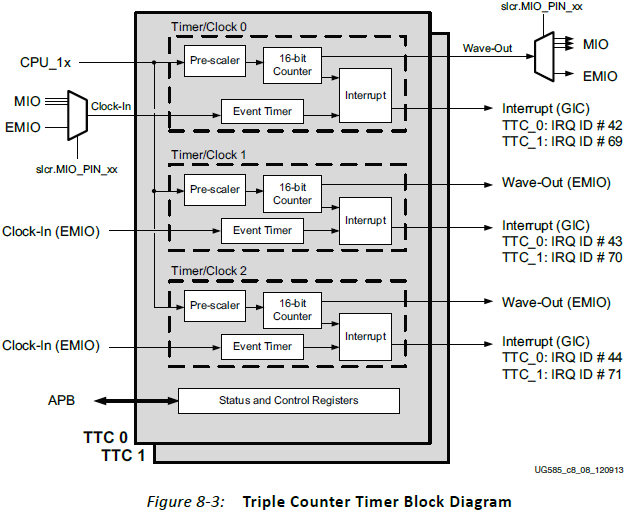 slcr.MIO_PIN_xx
Timer/Clock 0
CPU_1x
Pre-scaler
16-bit
Counter
Wave-Out
MIO
EMIO
MIO
EMIO
Clock-In
Event Timer
Interrupt
Interrupt (GIC)
TTC_0: IRQ ID # 42
TTC_1: IRQ ID # 69
slcr.MIO_PIN_xx
Timer/Clock 1
Pre-scaler
16-bit
Counter
Wave-Out (EMIO)
Clock-In (EMIO)
Event Timer
Interrupt
Interrupt (GIC)
TTC_0: IRQ ID # 43
TTC_1: IRQ ID # 70
Timer/Clock 2
Pre-scaler
16-bit
Counter
Wave-Out (EMIO)
Clock-In (EMIO)
Event Timer
Interrupt
Interrupt (GIC)
TTC_0: IRQ ID # 44
TTC_1: IRQ ID # 71
APB
Status and Control Registers
TTC 0
TTC 1
UG585_c8_08_120913
Figure 8-3: Triple Counter Timer Block Diagram